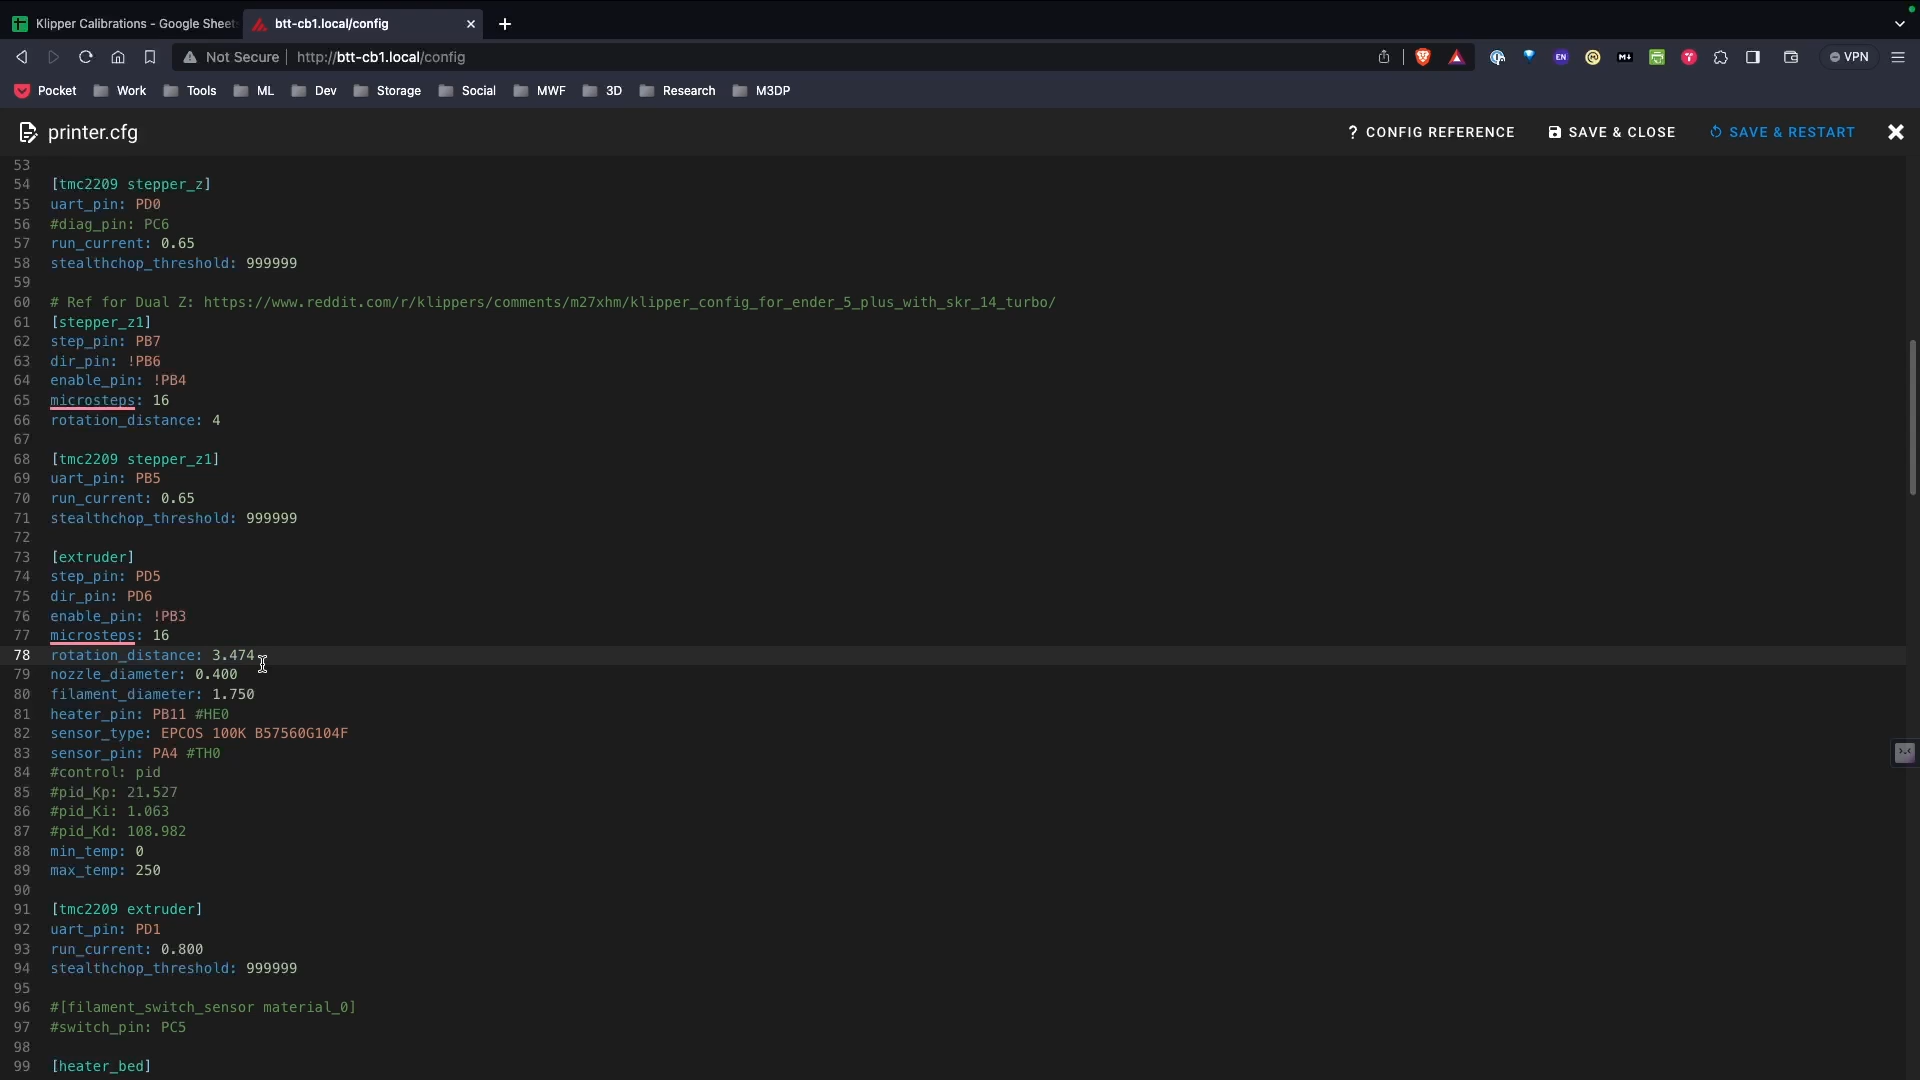 Klipper Calibrations - Google Sheet
btt-cb1.local/config
Not Secure http://btt-cb1.local/config
EN
M
VPN
Pocket Work Tools ML Dev Storage Social MWF 3D Research M3DP
printer.cfg
? CONFIG REFERENCE SAVE & CLOSE SAVE & RESTART
53
54 [tmc2209 stepper_z]
55 uart_pin: PD0
56 #diag_pin: PC6
57 run_current: 0.65
58 stealthchop_threshold: 999999
59
60 # Ref for Dual Z: https://www.reddit.com/r/klippers/comments/m27xhm/klipper_config_for_ender_5_plus_with_skr_14_turbo/
61 [stepper_z1]
62 step_pin: PB7
63 dir_pin: !PB6
64 enable_pin: !PB4
65 microsteps: 16
66 rotation_distance: 4
67
68 [tmc2209 stepper_z1]
69 uart_pin: PB5
70 run_current: 0.65
71 stealthchop_threshold: 999999
72
73 [extruder]
74 step_pin: PD5
75 dir_pin: PD6
76 enable_pin: !PB3
77 microsteps: 16
78 rotation_distance: 3.474
79 nozzle_diameter: 0.400
80 filament_diameter: 1.750
81 heater_pin: PB11 #HE0
82 sensor_type: EPCOS 100K B57560G104F
83 sensor_pin: PA4 #TH0
84 #control: pid
85 #pid_Kp: 21.527
86 #pid_Ki: 1.063
87 #pid_Kd: 108.982
88 min_temp: 0
89 max_temp: 250
90
91 [tmc2209 extruder]
92 uart_pin: PD1
93 run_current: 0.800
94 stealthchop_threshold: 999999
95
96 #[filament_switch_sensor material_0]
97 #switch_pin: PC5
98
99 [heater_bed]